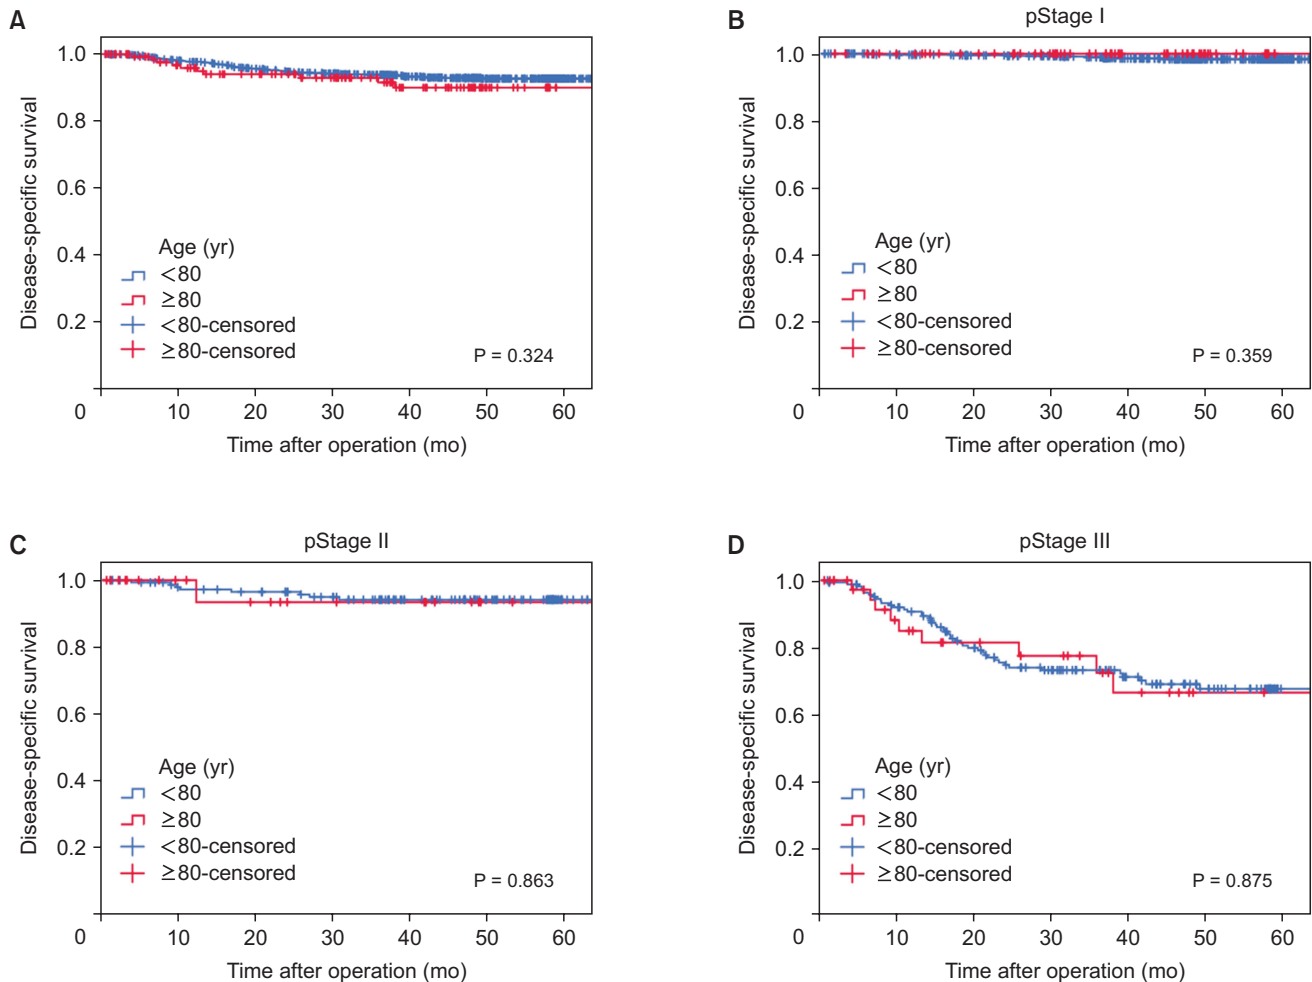 A
Disease-specific survival
1.0
0.8
0.6
0.4
0.2
Age (yr)
<80
≥80
<80-censored
≥80-censored
P = 0.324
0 10 20 30 40 50 60
Time after operation (mo)
B
pStage I
Disease-specific survival
1.0
0.8
0.6
0.4
0.2
Age (yr)
<80
≥80
<80-censored
≥80-censored
P = 0.359
0 10 20 30 40 50 60
Time after operation (mo)
C
pStage II
Disease-specific survival
1.0
0.8
0.6
0.4
0.2
Age (yr)
<80
≥80
<80-censored
≥80-censored
P = 0.863
0 10 20 30 40 50 60
Time after operation (mo)
D
pStage III
Disease-specific survival
1.0
0.8
0.6
0.4
0.2
Age (yr)
<80
≥80
<80-censored
≥80-censored
P = 0.875
0 10 20 30 40 50 60
Time after operation (mo)